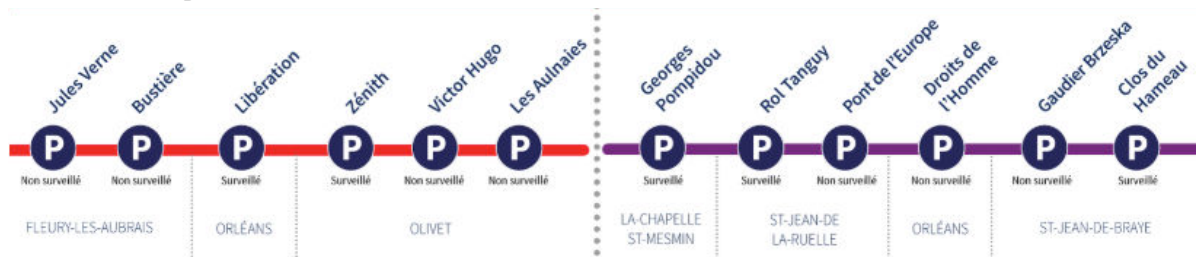 Jules Verne
Bustière
Libération
Zénith
Victor Hugo
Les Aulnaies
Georges
Pompidou
Rol Tanguy
Pont de l'Europe
Droits de
l'Homme
Gaudier Brzeska
Clos du
Hameau
P P P P P P P P P P P P
Non surveillé Non surveillé Surveillé Surveillé Non surveillé Non surveillé Surveillé Surveillé Non surveillé Non surveillé Non surveillé Surveillé
FLEURY-LES-AUBRAIS
ORLÉANS
OLIVET
LA-CHAPELLE
ST-MESMIN
ST-JEAN-DE
LA-RUELLE
ORLÉANS
ST-JEAN-DE-BRAYE